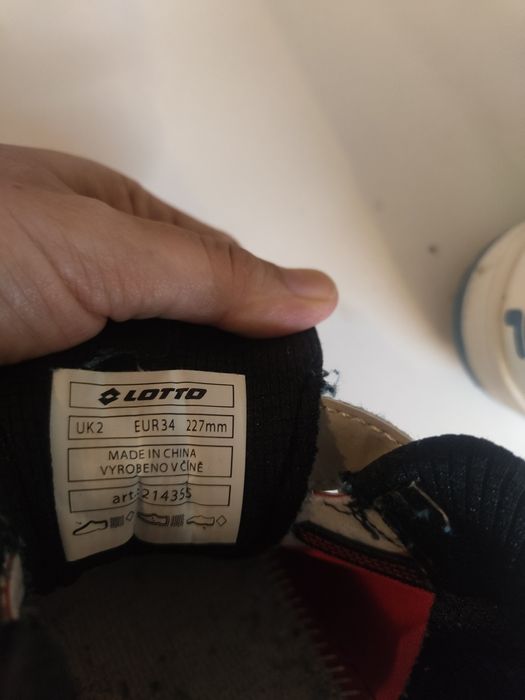 LOTTO
UK2 EUR34 227mm
MADE IN CHINA
VYROBENO V ČÍNĚ
art. 214355